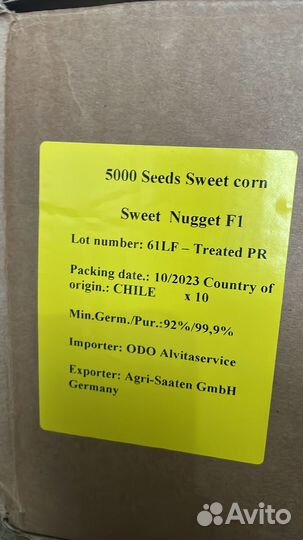 5000 Seeds Sweet corn
Sweet Nugget F1
Lot number: 61LF – Treated PR
Packing date.: 10/2023 Country of
origin.: CHILE x 10
Min.Germ./Pur.:92%/99,9%
Importer: ODO Alvitaservice
Exporter: Agri-Saaten GmbH
Germany
Avito